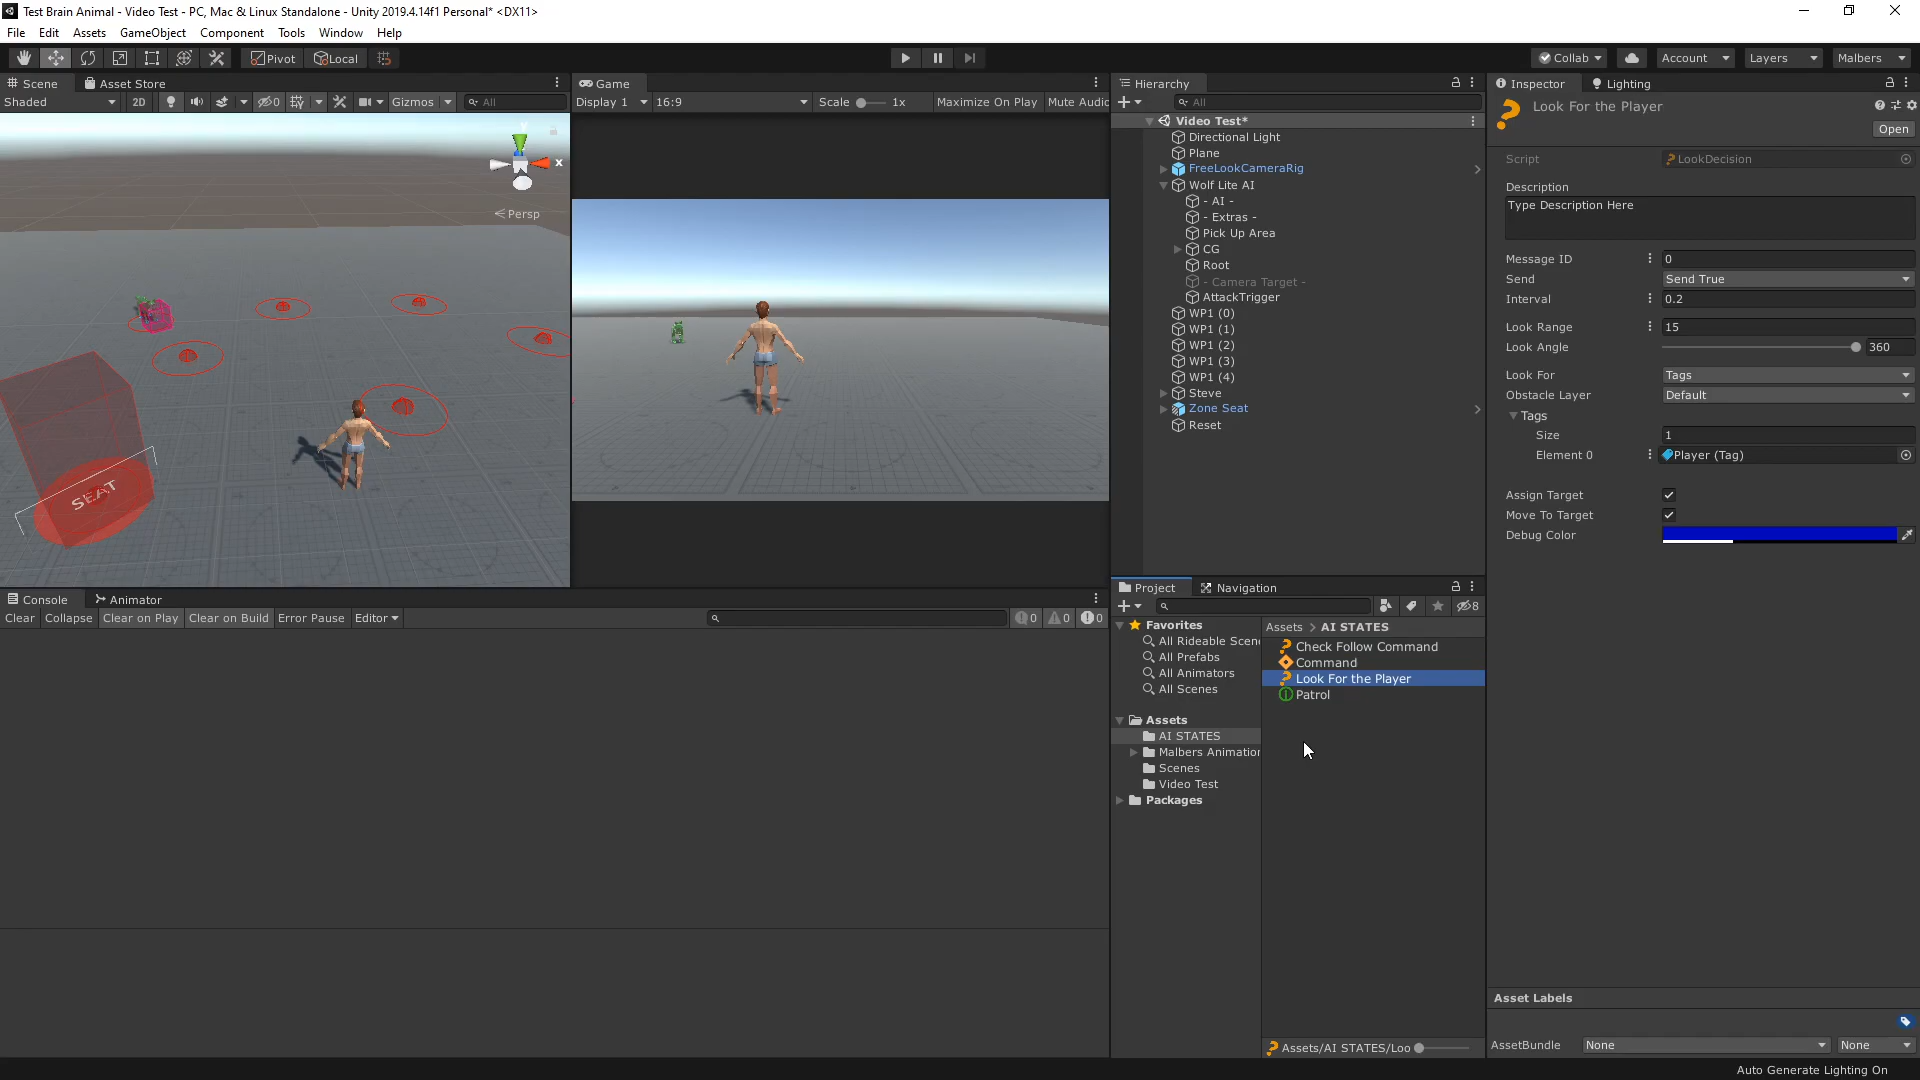 Test Brain Animal - Video Test - PC, Mac & Linux Standalone - Unity 2019.4.14f1 Personal* <DX11>
File Edit Assets GameObject Component Tools Window Help
Pivot Local Collab Account Layers Malbers
Scene Asset Store
Shaded 2D 0 Gizmos All
Persp
SEAT
x
Game
Display 1 16:9 Scale 1x Maximize On Play Mute Audio
Hierarchy
All
Video Test*
Directional Light
Plane
FreeLookCameraRig
Wolf Lite AI
- AI -
- Extras -
Pick Up Area
CG
Root
- Camera Target -
AttackTrigger
WP1 (0)
WP1 (1)
WP1 (2)
WP1 (3)
WP1 (4)
Steve
Zone Seat
Reset
Inspector Lighting
Look For the Player
Open
Script LookDecision
Description
Type Description Here
Message ID 0
Send Send True
Interval 0.2
Look Range 15
Look Angle 360
Look For Tags
Obstacle Layer Default
Tags
Size 1
Element 0 Player (Tag)
Assign Target
Move To Target
Debug Color
Console Animator
Clear Collapse Clear on Play Clear on Build Error Pause Editor 0 0 0
Project Navigation
8
Favorites
All Rideable Scen
All Prefabs
All Animators
All Scenes
Assets
AI STATES
Malbers Animation
Scenes
Video Test
Packages
Assets > AI STATES
Check Follow Command
Command
Look For the Player
Patrol
Assets/AI STATES/Loo
Asset Labels
AssetBundle None None
Auto Generate Lighting On